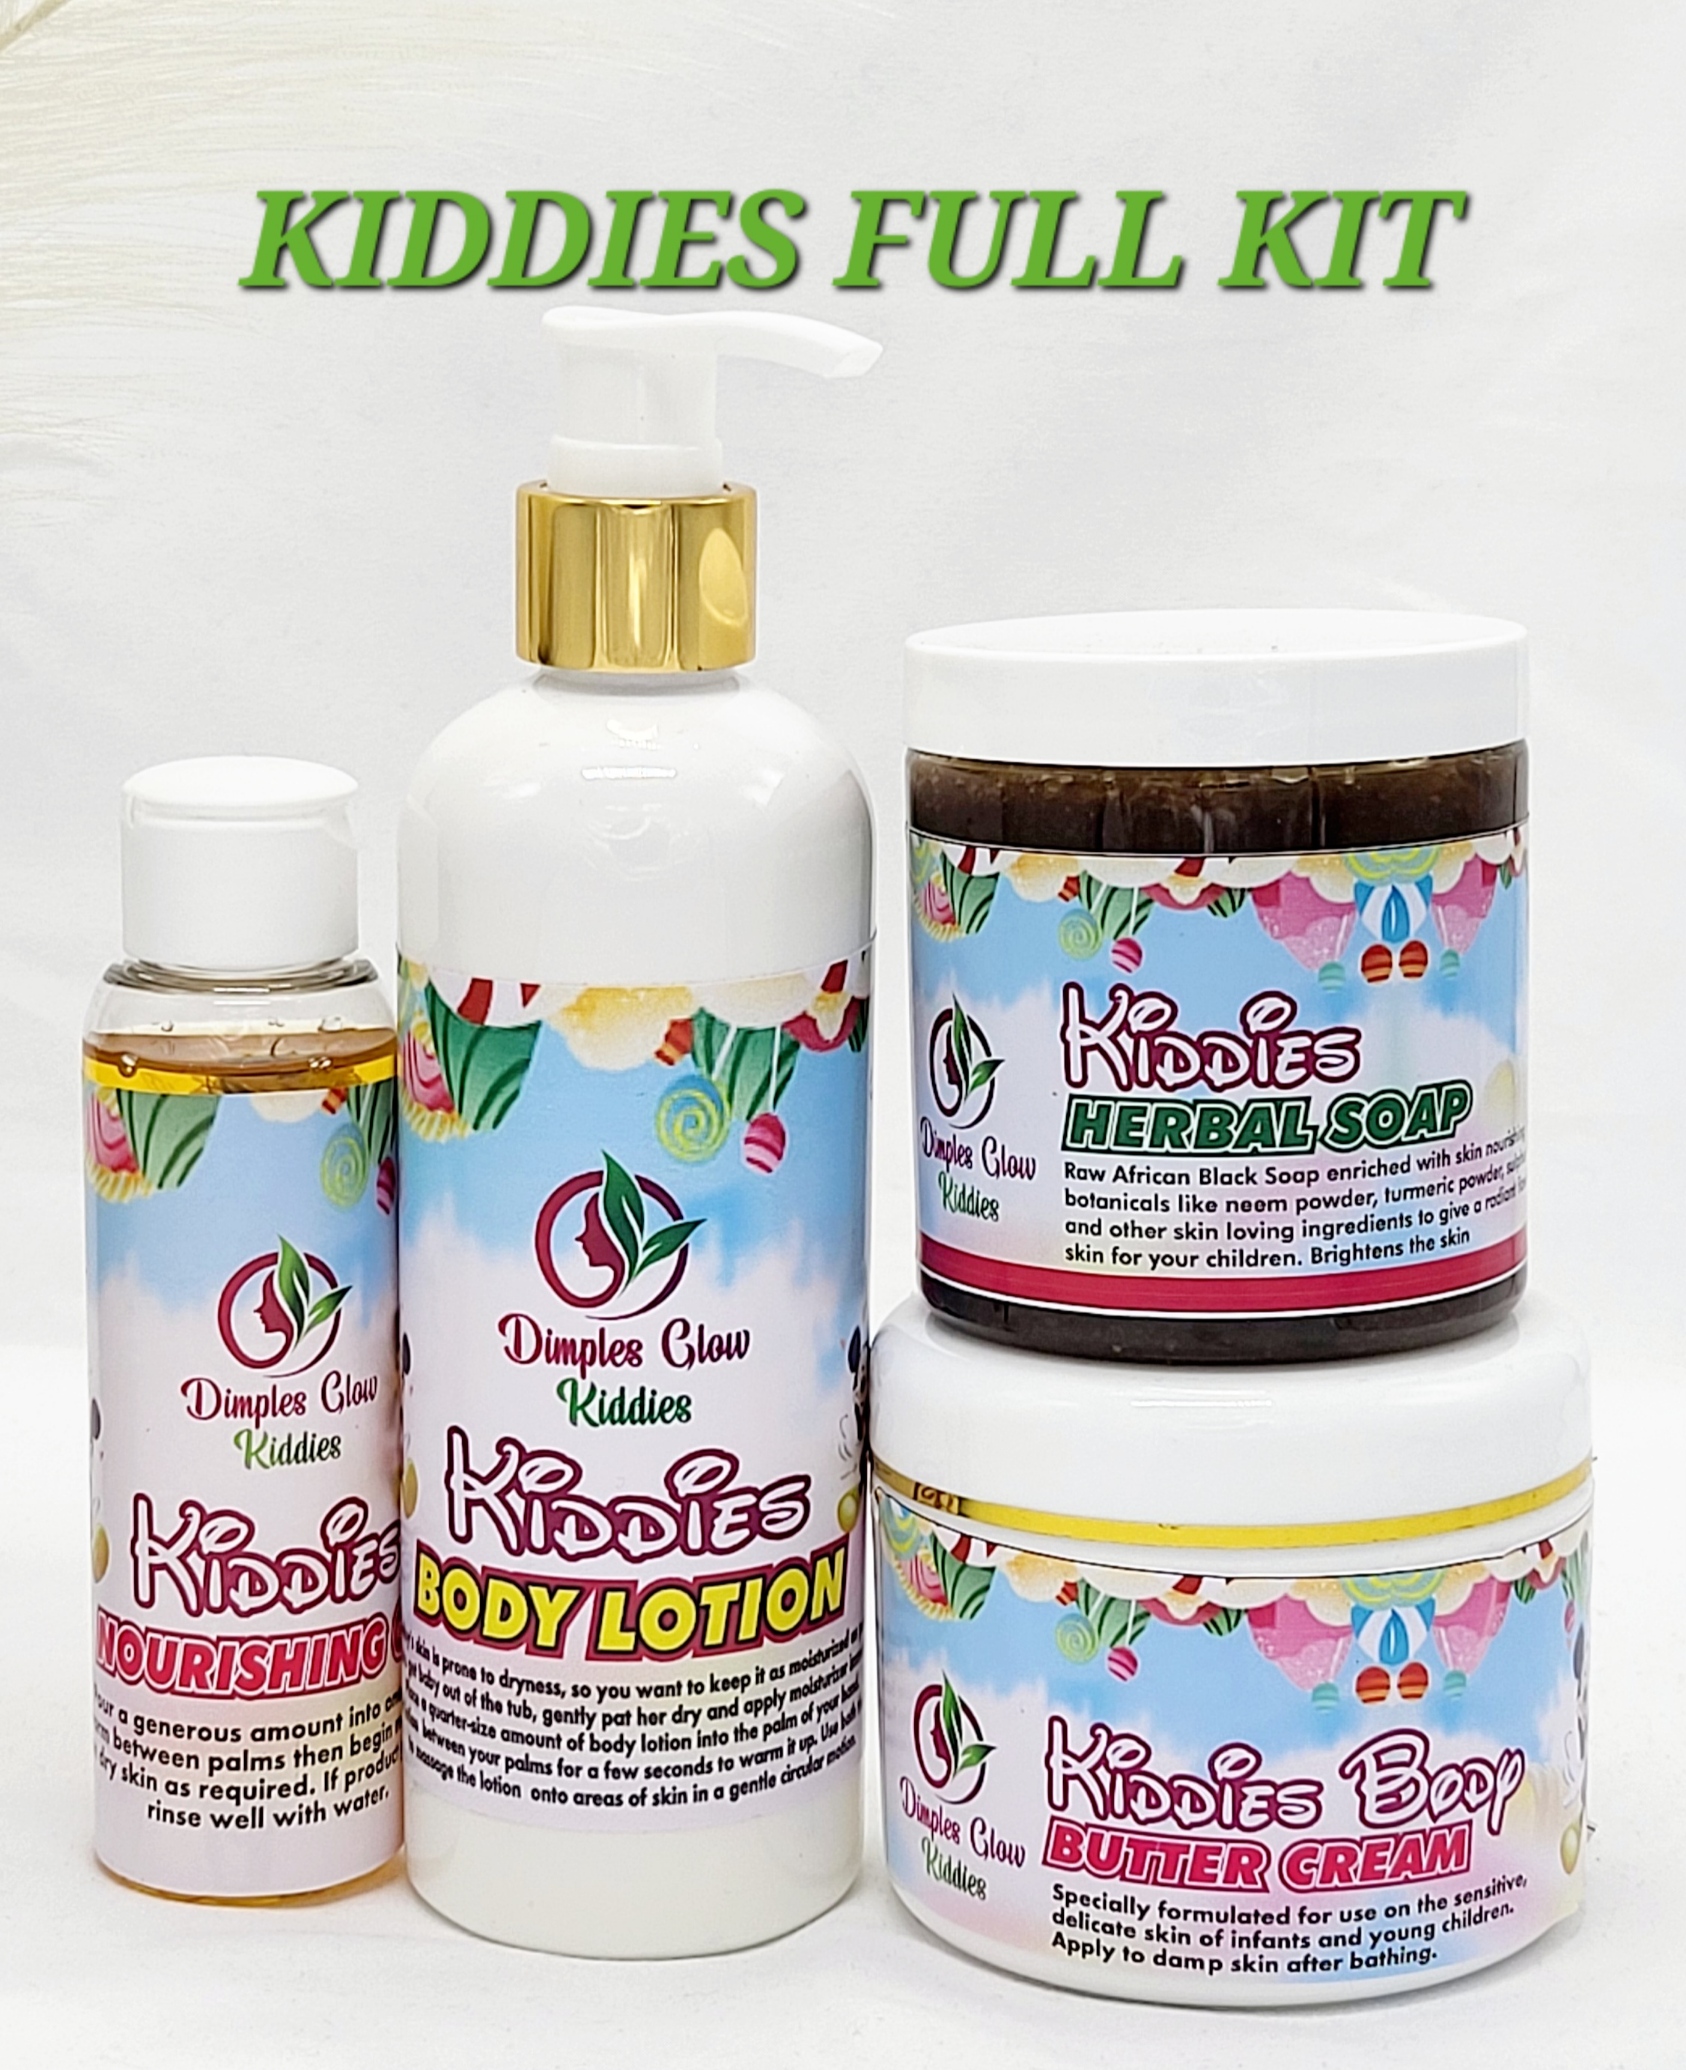 KIDDIES FULL KIT
Dimples Glow
Kiddies
Kiddies
NOURISHING
a generous amount into
between palms then begin
dry skin as required. If product
rinse well with water.
Dimples Glow
Kiddies
Kiddies
BODY LOTION
skin is prone to dryness, so you want to keep it as moisturized as
get baby out of the tub, gently pat her dry and apply moisturizer
a quarter-size amount of body lotion into the palm of your hand.
between your palms for a few seconds to warm it up. Use both
to massage the lotion onto areas of skin in a gentle circular motion.
Dimples Glow
Kiddies
Kiddies
HERBAL SOAP
Raw African Black Soap enriched with skin nourishing
botanicals like neem powder, turmeric powder,
and other skin loving ingredients to give a radiant
skin for your children. Brightens the skin
Dimples Glow
Kiddies
Kiddies Body
BUTTER CREAM
Specially formulated for use on the sensitive,
delicate skin of infants and young children.
Apply to damp skin after bathing.